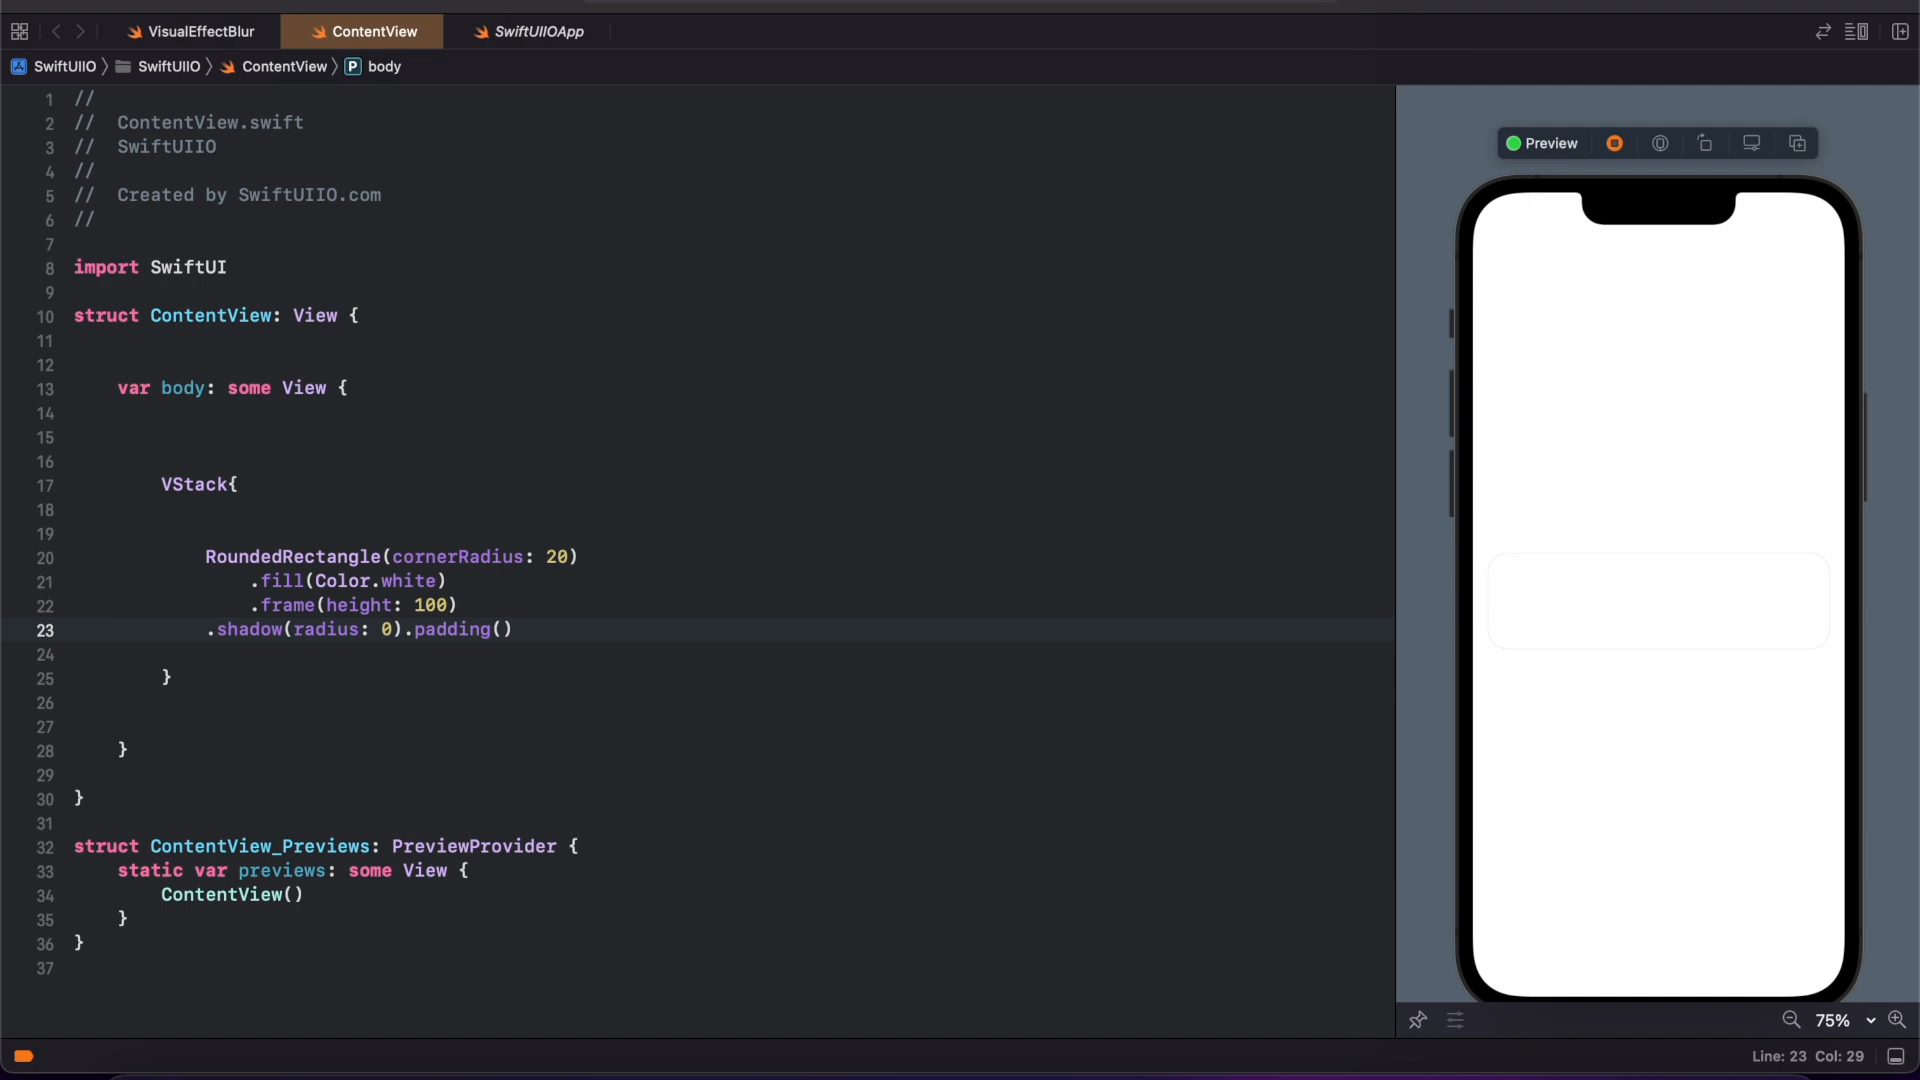 VisualEffectBlur ContentView SwiftUIIOApp
SwiftUIIO SwiftUIIO ContentView P body
1 //
2 //  ContentView.swift
3 //  SwiftUIIO
4 //
5 //  Created by SwiftUIIO.com
6 //
7
8 import SwiftUI
9
10 struct ContentView: View {
11
12
13     var body: some View {
14
15
16
17         VStack{
18
19
20             RoundedRectangle(cornerRadius: 20)
21                 .fill(Color.white)
22                 .frame(height: 100)
23             .shadow(radius: 0).padding()
24
25         }
26
27
28     }
29
30 }
31
32 struct ContentView_Previews: PreviewProvider {
33     static var previews: some View {
34         ContentView()
35     }
36 }
37
Preview
75%
Line: 23 Col: 29